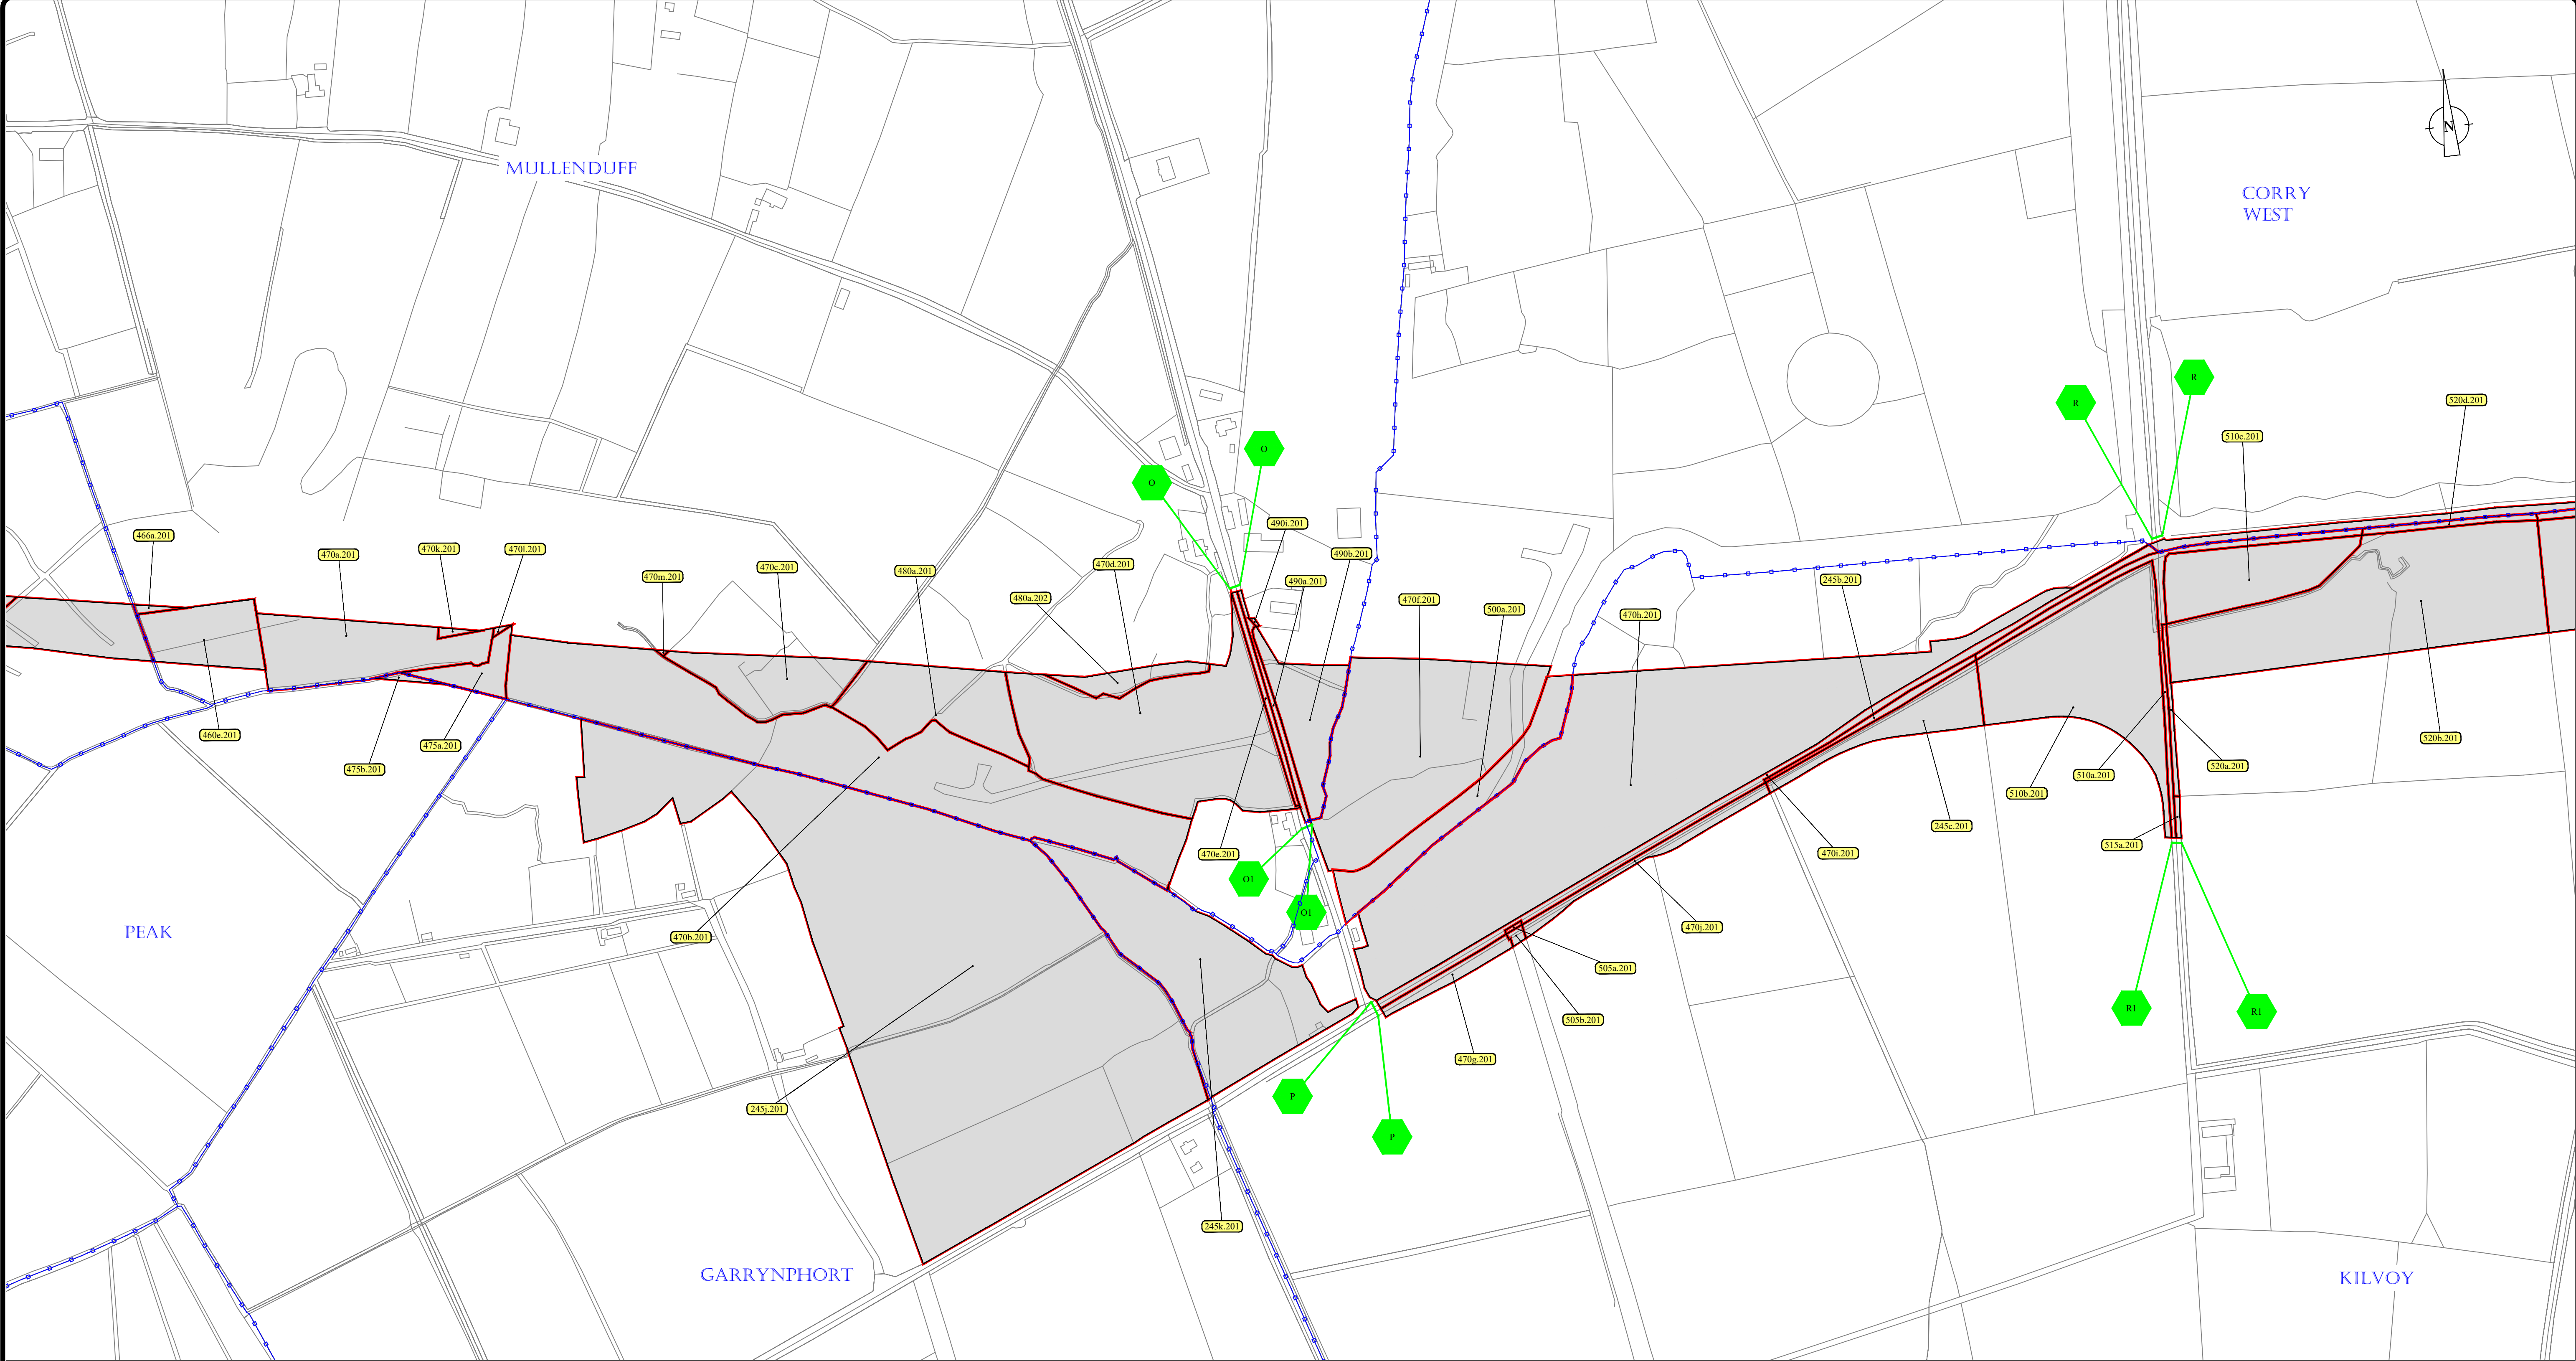 N
MULLENDUFF
CORRY
WEST
R
R
520d.201
510c.201
O
O
490i.201
466a.201
470a.201
470k.201
470l.201
490b.201
470m.201
470c.201
480a.201
470d.201
490a.201
480a.202
470f.201
500a.201
470h.201
245b.201
460e.201
475b.201
475a.201
520b.201
520a.201
510a.201
510b.201
245c.201
515a.201
470e.201
470i.201
O1
O1
PEAK
470b.201
470j.201
505a.201
505b.201
R1
R1
470g.201
P
245j.201
P
245k.201
GARRYNPHORT
KILVOY